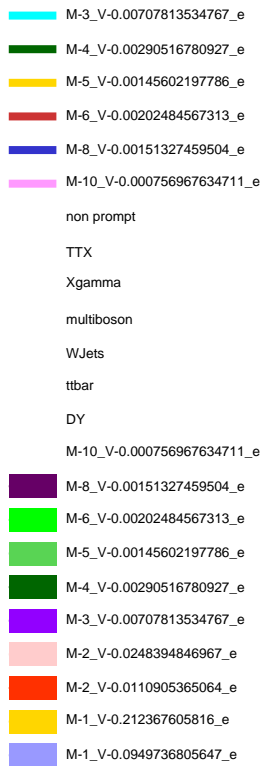 M-3_V-0.00707813534767_e
M-4_V-0.00290516780927_e
M-5_V-0.00145602197786_e
M-6_V-0.00202484567313_e
M-8_V-0.00151327459504_e
M-10_V-0.000756967634711_e
non prompt
TTX
Xgamma
multiboson
WJets
ttbar
DY
M-10_V-0.000756967634711_e
M-8_V-0.00151327459504_e
M-6_V-0.00202484567313_e
M-5_V-0.00145602197786_e
M-4_V-0.00290516780927_e
M-3_V-0.00707813534767_e
M-2_V-0.0248394846967_e
M-2_V-0.0110905365064_e
M-1_V-0.212367605816_e
M-1_V-0.0949736805647_e